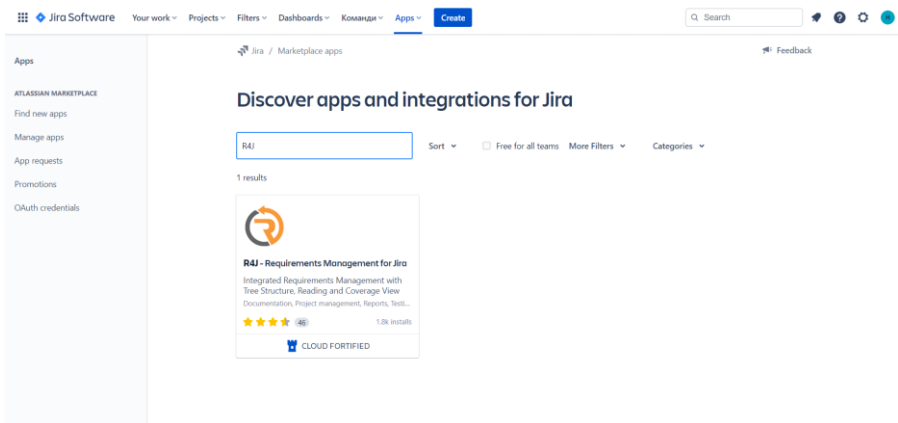 Jira Software Your work Projects Filters Dashboards Команди Apps Create Search
Apps
ATLASSIAN MARKETPLACE
Find new apps
Manage apps
App requests
Promotions
OAuth credentials
Jira / Marketplace apps
Feedback
Discover apps and integrations for Jira
R4J
Sort Free for all teams More Filters Categories
1 results
R4J - Requirements Management for Jira
Integrated Requirements Management with
Tree Structure, Reading and Coverage View
Documentation, Project management, Reports, Testi...
46 1.8k installs
CLOUD FORTIFIED